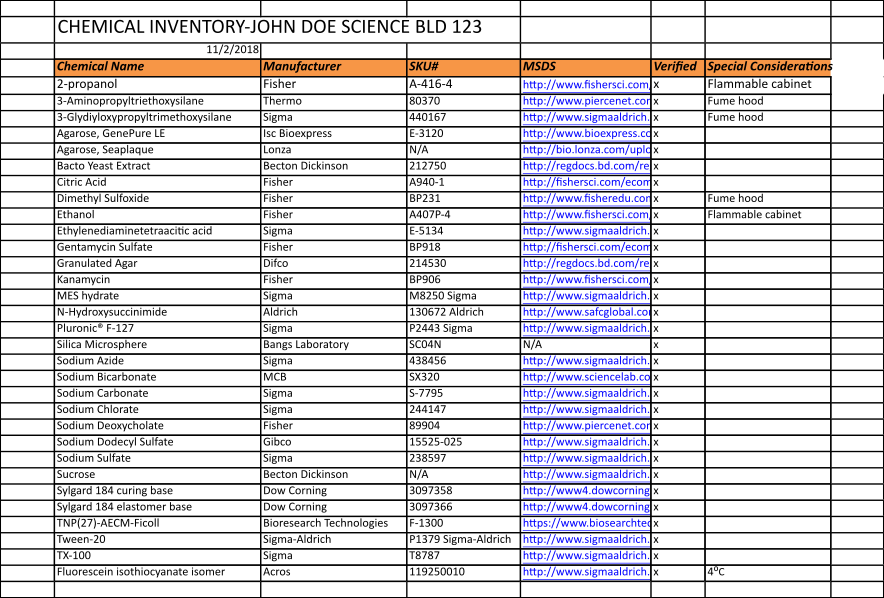 CHEMICAL INVENTORY-JOHN DOE SCIENCE BLD 123
11/2/2018
Chemical Name Manufacturer SKU# MSDS Verified Special Considerations
2-propanol Fisher A-416-4 http://www.fishersci.com, x Flammable cabinet
3-Aminopropyltriethoxysilane Thermo 80370 http://www.piercenet.cor x Fume hood
3-Glydiyloxypropyltrimethoxysilane Sigma 440167 http://www.sigmaaldrich. x Fume hood
Agarose, GenePure LE Isc Bioexpress E-3120 http://www.bioexpress.cc x
Agarose, Seaplaque Lonza N/A http://bio.lonza.com/uplc x
Bacto Yeast Extract Becton Dickinson 212750 http://regdocs.bd.com/re x
Citric Acid Fisher A940-1 http://fishersci.com/ecom x
Dimethyl Sulfoxide Fisher BP231 http://www.fisheredu.cor x Fume hood
Ethanol Fisher A407P-4 http://www.fishersci.com, x Flammable cabinet
Ethylenediaminetetraacitic acid Sigma E-5134 http://www.sigmaaldrich. x
Gentamycin Sulfate Fisher BP918 http://fishersci.com/ecom x
Granulated Agar Difco 214530 http://regdocs.bd.com/re x
Kanamycin Fisher BP906 http://www.fishersci.com, x
MES hydrate Sigma M8250 Sigma http://www.sigmaaldrich. x
N-Hydroxysuccinimide Aldrich 130672 Aldrich http://www.safcglobal.co x
Pluronic® F-127 Sigma P2443 Sigma http://www.sigmaaldrich. x
Silica Microsphere Bangs Laboratory SC04N N/A x
Sodium Azide Sigma 438456 http://www.sigmaaldrich. x
Sodium Bicarbonate MCB SX320 http://www.sciencelab.co x
Sodium Carbonate Sigma S-7795 http://www.sigmaaldrich. x
Sodium Chlorate Sigma 244147 http://www.sigmaaldrich. x
Sodium Deoxycholate Fisher 89904 http://www.piercenet.cor x
Sodium Dodecyl Sulfate Gibco 15525-025 http://www.sigmaaldrich. x
Sodium Sulfate Sigma 238597 http://www.sigmaaldrich. x
Sucrose Becton Dickinson N/A http://www.sigmaaldrich. x
Sylgard 184 curing base Dow Corning 3097358 http://www4.dowcorning x
Sylgard 184 elastomer base Dow Corning 3097366 http://www4.dowcorning x
TNP(27)-AECM-Ficoll Bioresearch Technologies F-1300 https://www.biosearchtec x
Tween-20 Sigma-Aldrich P1379 Sigma-Aldrich http://www.sigmaaldrich. x
TX-100 Sigma T8787 http://www.sigmaaldrich. x
Fluorescein isothiocyanate isomer Acros 119250010 http://www.sigmaaldrich. x 4⁰C